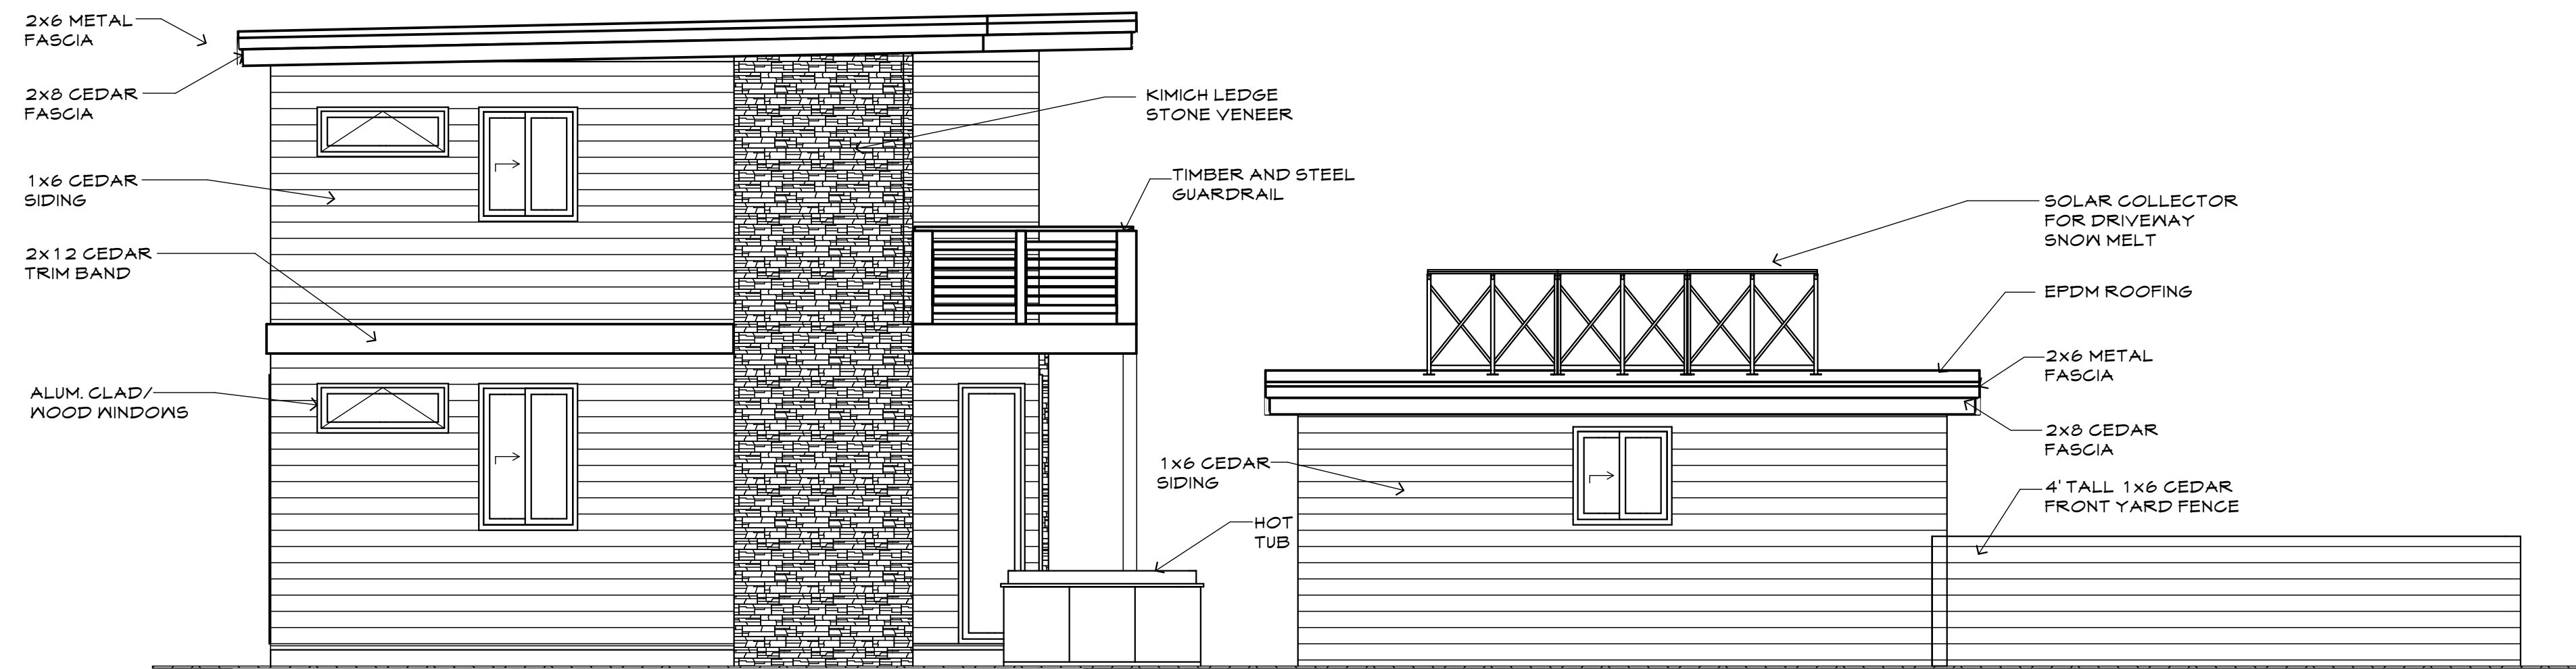 2x6 METAL
FASCIA
2x8 CEDAR
FASCIA
1x6 CEDAR
SIDING
2x12 CEDAR
TRIM BAND
ALUM. CLAD/
WOOD WINDOWS
KIMICH LEDGE
STONE VENEER
TIMBER AND STEEL
GUARDRAIL
1x6 CEDAR
SIDING
HOT
TUB
SOLAR COLLECTOR
FOR DRIVEWAY
SNOW MELT
EPDM ROOFING
2x6 METAL
FASCIA
2x8 CEDAR
FASCIA
4' TALL 1x6 CEDAR
FRONT YARD FENCE